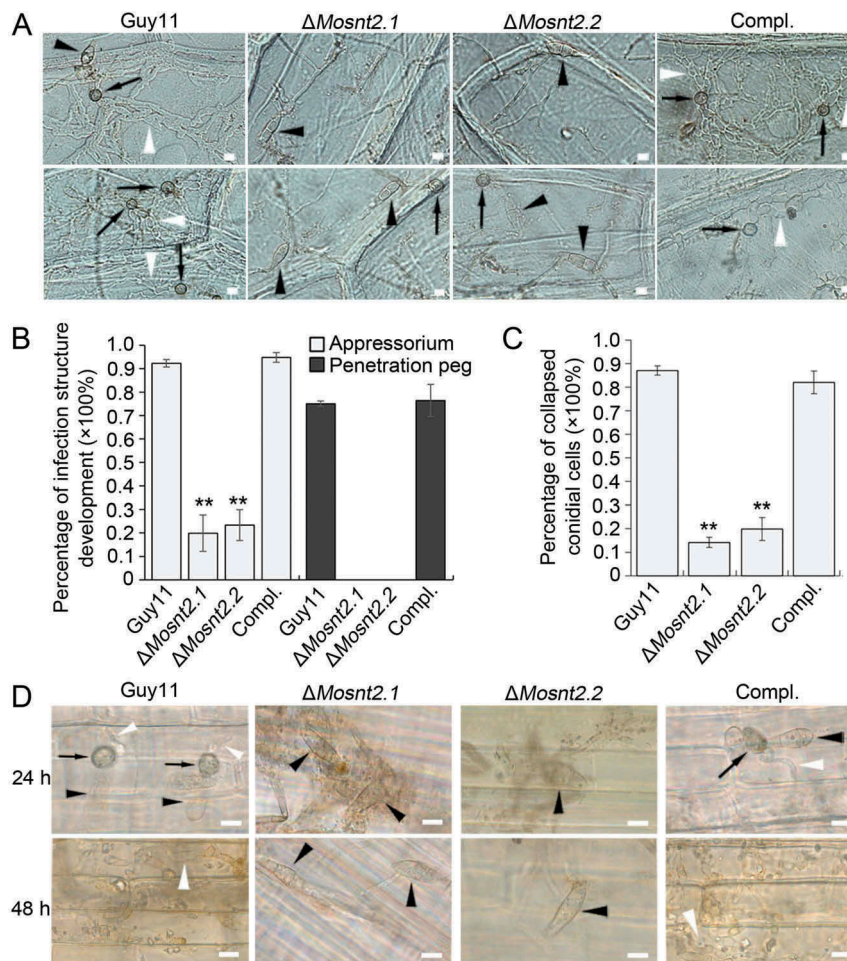 A
Guy11 ΔMosnt2.1 ΔMosnt2.2 Compl.
B
Percentage of infection structure
development (×100%)
1.0
0.9
0.8
0.7
0.6
0.5
0.4
0.3
0.2
0.1
0
Appressorium
Penetration peg
** **
Guy11 ΔMosnt2.1 ΔMosnt2.2 Compl. Guy11 ΔMosnt2.1 ΔMosnt2.2 Compl.
C
Percentage of collapsed
conidial cells (×100%)
1.0
0.9
0.8
0.7
0.6
0.5
0.4
0.3
0.2
0.1
0
** **
Guy11 ΔMosnt2.1 ΔMosnt2.2 Compl.
D
Guy11 ΔMosnt2.1 ΔMosnt2.2 Compl.
24 h
48 h